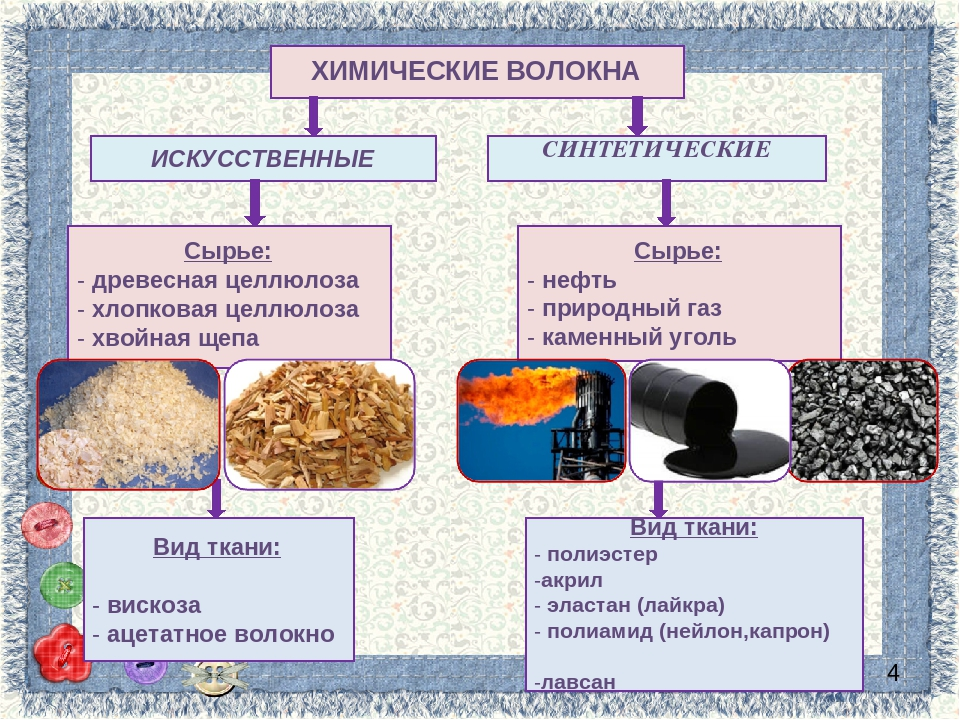 ХИМИЧЕСКИЕ ВОЛОКНА
ИСКУССТВЕННЫЕ
СИНТЕТИЧЕСКИЕ
Сырье:
- древесная целлюлоза
- хлопковая целлюлоза
- хвойная щепа
Сырье:
- нефть
- природный газ
- каменный уголь
Вид ткани:
- вискоза
- ацетатное волокно
Вид ткани:
- полиэстер
-акрил
- эластан (лайкра)
- полиамид (нейлон,капрон)
-лавсан
4